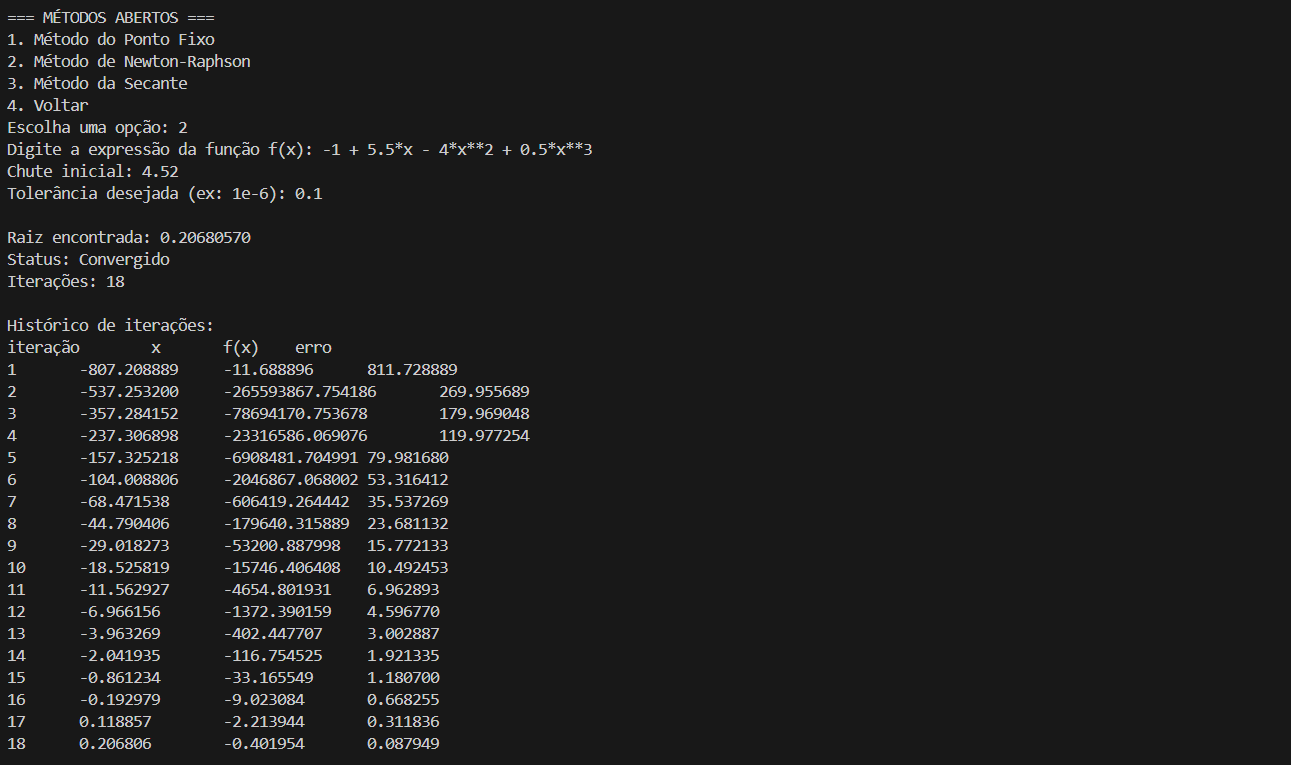 === MÉTODOS ABERTOS ===
1. Método do Ponto Fixo
2. Método de Newton-Raphson
3. Método da Secante
4. Voltar
Escolha uma opção: 2
Digite a expressão da função f(x): -1 + 5.5*x - 4*x**2 + 0.5*x**3
Chute inicial: 4.52
Tolerância desejada (ex: 1e-6): 0.1

Raiz encontrada: 0.20680570
Status: Convergido
Iterações: 18

Histórico de iterações:
iteração x f(x) erro
1 -807.208889 -11.688896 811.728889
2 -537.253200 -265593867.754186 269.955689
3 -357.284152 -78694170.753678 179.969048
4 -237.306898 -23316586.069076 119.977254
5 -157.325218 -6908481.704991 79.981680
6 -104.008806 -2046867.068002 53.316412
7 -68.471538 -606419.264442 35.537269
8 -44.790406 -179640.315889 23.681132
9 -29.018273 -53200.887998 15.772133
10 -18.525819 -15746.406408 10.492453
11 -11.562927 -4654.801931 6.962893
12 -6.966156 -1372.390159 4.596770
13 -3.963269 -402.447707 3.002887
14 -2.041935 -116.754525 1.921335
15 -0.861234 -33.165549 1.180700
16 -0.192979 -9.023084 0.668255
17 0.118857 -2.213944 0.311836
18 0.206806 -0.401954 0.087949